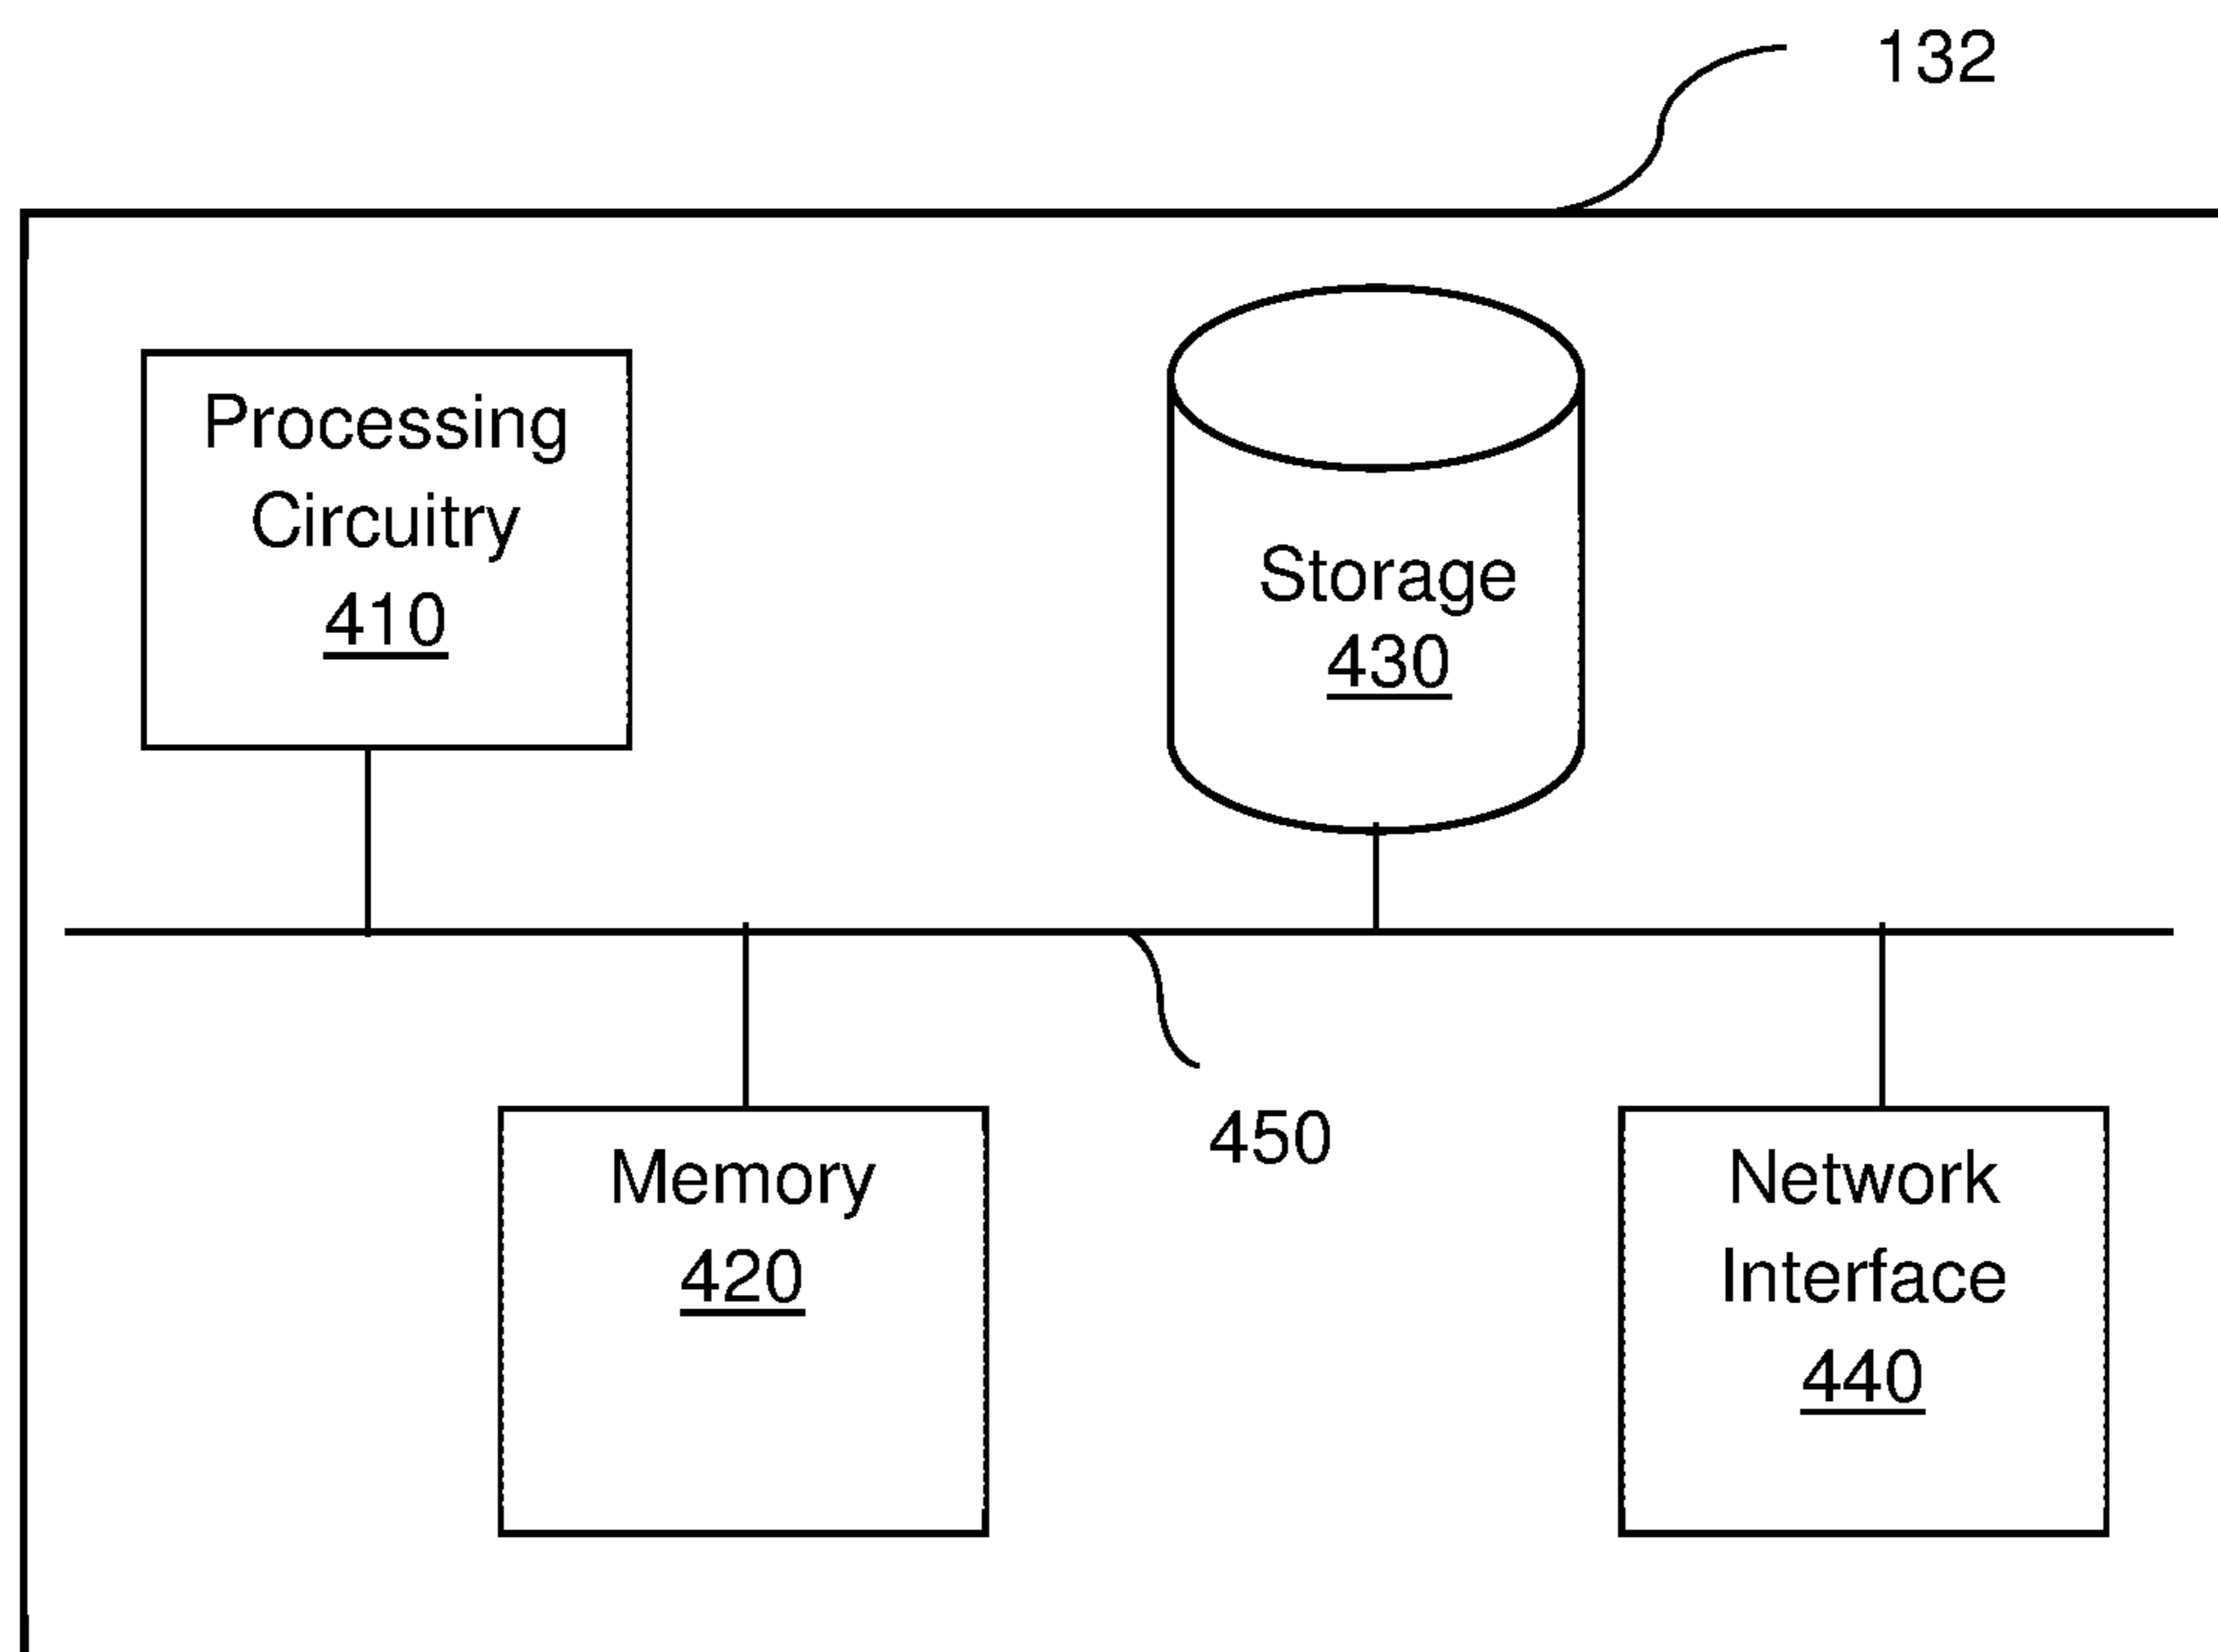 132
Processing
Circuitry
410
Storage
430
450
Memory
420
Network
Interface
440